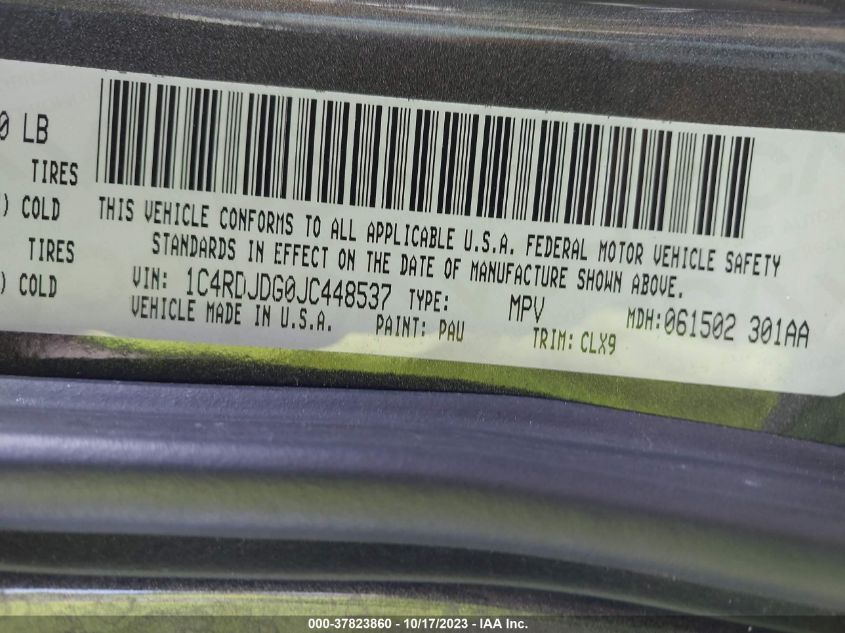 0 LB
TIRES
) COLD
TIRES
) COLD
THIS VEHICLE CONFORMS TO ALL APPLICABLE U.S.A. FEDERAL MOTOR VEHICLE SAFETY
STANDARDS IN EFFECT ON THE DATE OF MANUFACTURE SHOWN ABOVE.
VIN: 1C4RDJDG0JC448537 TYPE: MPV MDH:061502 301AA
VEHICLE MADE IN U.S.A. PAINT: PAU TRIM: CLX9
000-37823860 - 10/17/2023 - IAA Inc.